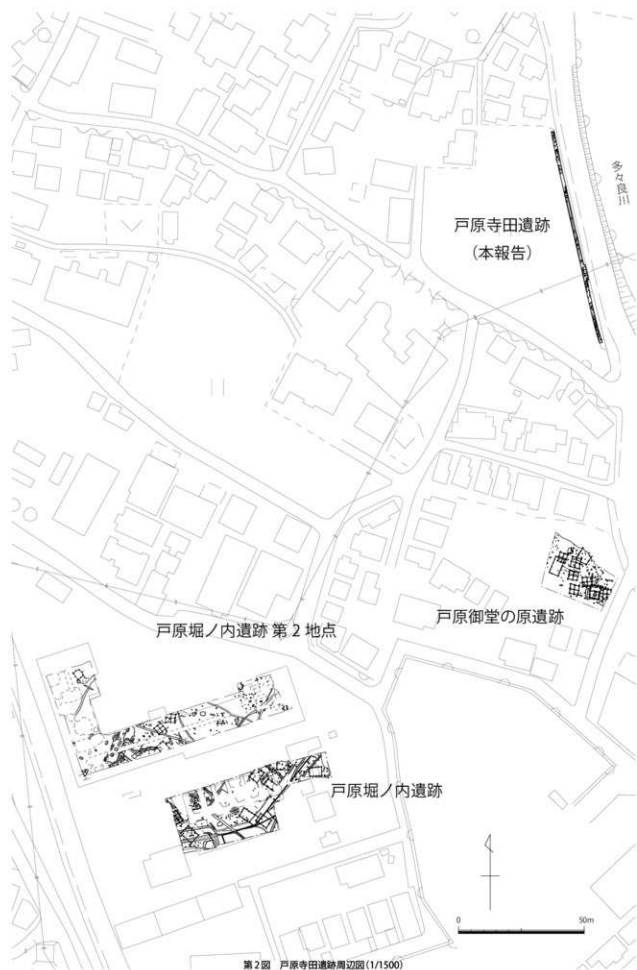 多々良川
戸原寺田遺跡
(本報告)
戸原御堂の原遺跡
戸原堀ノ内遺跡 第2地点
戸原堀ノ内遺跡
0
50m
第2図 戸原寺田遺跡周辺図(1/1500)